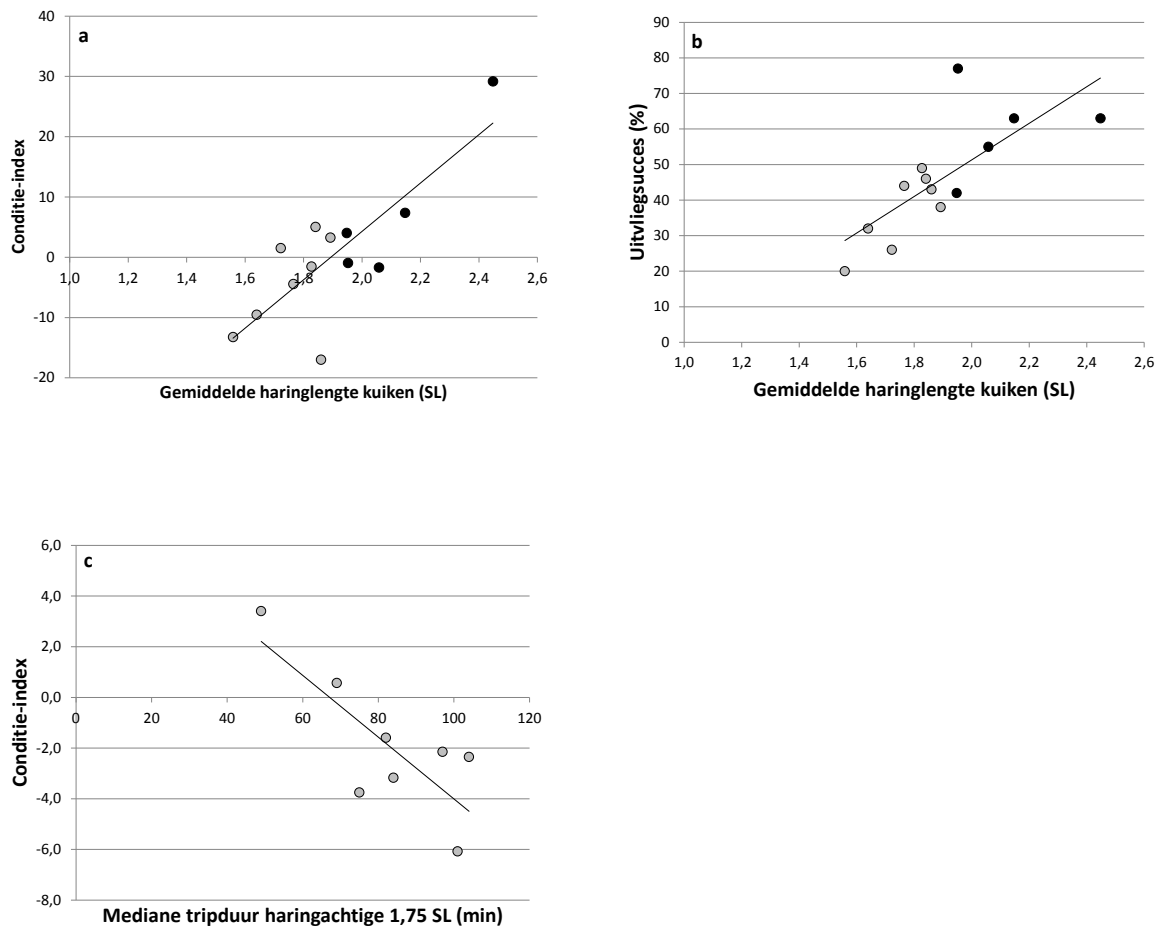 a
40
30
20
10
0
-10
-20
1,0 1,2 1,4 1,6 1,8 2,0 2,2 2,4 2,6
Conditie-index
Gemiddelde haringlengte kuiken (SL)
b
90
80
70
60
50
40
30
20
10
0
1,0 1,2 1,4 1,6 1,8 2,0 2,2 2,4 2,6
Uitvliegsucces (%)
Gemiddelde haringlengte kuiken (SL)
c
6,0
4,0
2,0
0,0
-2,0
-4,0
-6,0
-8,0
0 20 40 60 80 100 120
Conditie-index
Mediane tripduur haringachtige 1,75 SL (min)